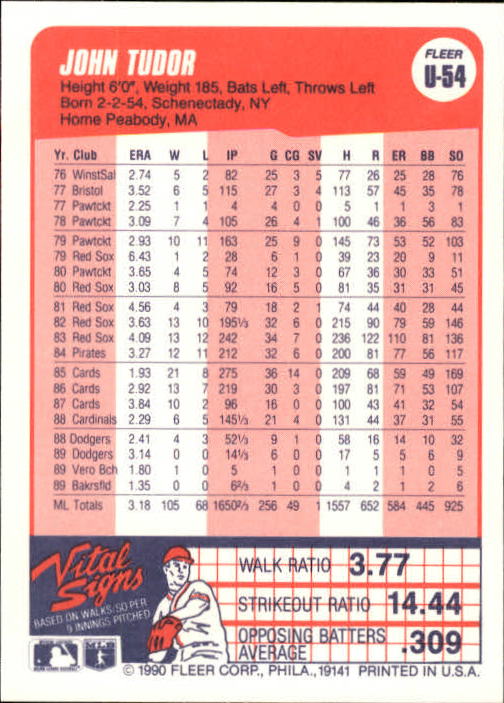 JOHN TUDOR
FLEER
U-54
Height 6'0", Weight 185, Bats Left, Throws Left
Born 2-2-54, Schenectady, NY
Home Peabody, MA
Yr. Club ERA W L IP G CG SV H R ER BB SO
76 WinstSal 2.74 5 2 82 25 3 5 77 26 25 28 76
77 Bristol 3.52 6 5 115 27 3 4 113 57 45 35 78
77 Pawtckt 2.25 1 1 4 4 0 0 5 1 1 3 1
78 Pawtckt 3.09 7 4 105 26 4 1 100 46 36 56 83
79 Pawtckt 2.93 10 11 163 25 9 0 145 73 53 52 103
79 Red Sox 6.43 1 2 28 6 1 0 39 23 20 9 11
80 Pawtckt 3.65 4 5 74 12 3 0 67 36 30 33 51
80 Red Sox 3.03 8 5 92 16 5 0 81 35 31 31 45
81 Red Sox 4.56 4 3 79 18 2 1 74 44 40 28 44
82 Red Sox 3.63 13 10 195⅓ 32 6 0 215 90 79 59 146
83 Red Sox 4.09 13 12 242 34 7 0 236 122 110 81 136
84 Pirates 3.27 12 11 212 32 6 0 200 81 77 56 117
85 Cards 1.93 21 8 275 36 14 0 209 68 59 49 169
86 Cards 2.92 13 7 219 30 3 0 197 81 71 53 107
87 Cards 3.84 10 2 96 16 0 0 100 43 41 32 54
88 Cardinals 2.29 6 5 145⅓ 21 4 0 131 44 37 31 55
88 Dodgers 2.41 4 3 52⅓ 9 1 0 58 16 14 10 32
89 Dodgers 3.14 0 0 14⅓ 6 0 0 17 5 5 6 9
89 Vero Bch 1.80 1 0 5 1 0 0 1 1 1 0 5
89 Bakrsfld 1.35 0 0 6⅔ 1 0 0 4 1 1 2 6
ML Totals 3.18 105 68 1650⅔ 256 49 1 1557 652 584 445 925
Vital Signs
BASED ON WALKS/SO PER
9 INNINGS PITCHED
WALK RATIO 3.77
STRIKEOUT RATIO 14.44
OPPOSING BATTERS
AVERAGE .309
© 1990 FLEER CORP., PHILA., 19141 PRINTED IN U.S.A.